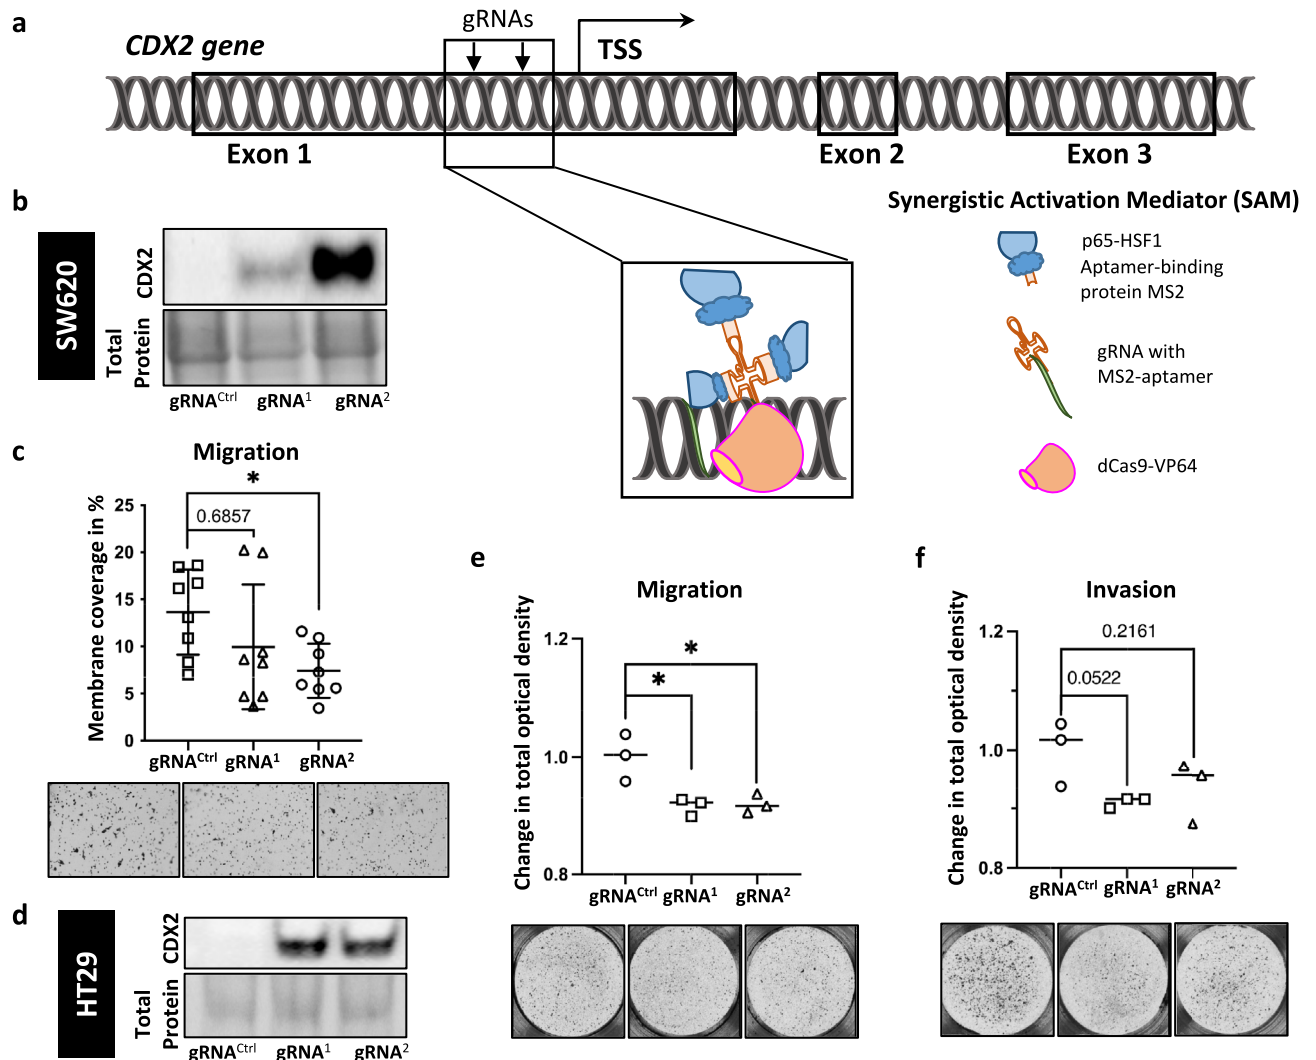 a
CDX2 gene
gRNAs
TSS
Exon 1
Exon 2
Exon 3
Synergistic Activation Mediator (SAM)
p65-HSF1
Aptamer-binding
protein MS2
gRNA with
MS2-aptamer
dCas9-VP64
b
SW620
CDX2
Total
Protein
gRNACtrl
gRNA1
gRNA2
c
Migration
*
0.6857
Membrane coverage in %
25
20
15
10
5
0
gRNACtrl
gRNA1
gRNA2
d
HT29
CDX2
Total
Protein
gRNACtrl
gRNA1
gRNA2
e
Migration
*
*
Change in total optical density
1.2
1.0
0.8
gRNACtrl
gRNA1
gRNA2
f
Invasion
0.2161
0.0522
Change in total optical density
1.2
1.0
0.8
gRNACtrl
gRNA1
gRNA2